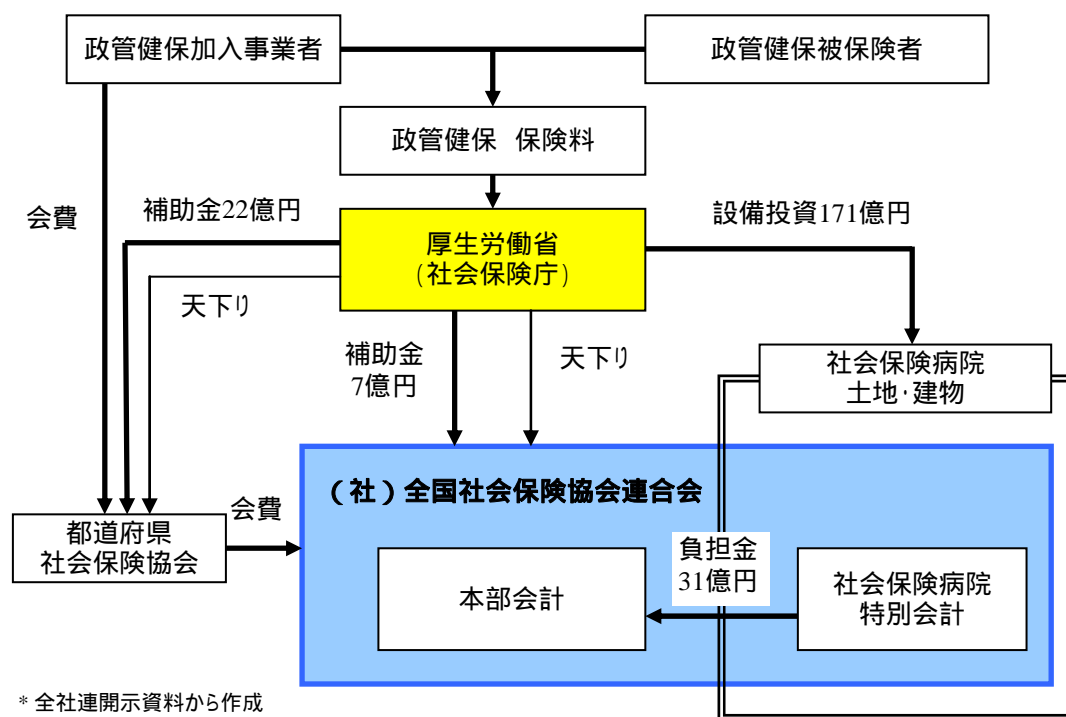 政管健保加入事業者
政管健保被保険者
政管健保 保険料
会費
補助金22億円
厚生労働省
(社会保険庁)
設備投資171億円
天下り
補助金
7億円
天下り
社会保険病院
土地・建物
(社)全国社会保険協会連合会
会費
都道府県
社会保険協会
本部会計
負担金
31億円
社会保険病院
特別会計
* 全社連開示資料から作成